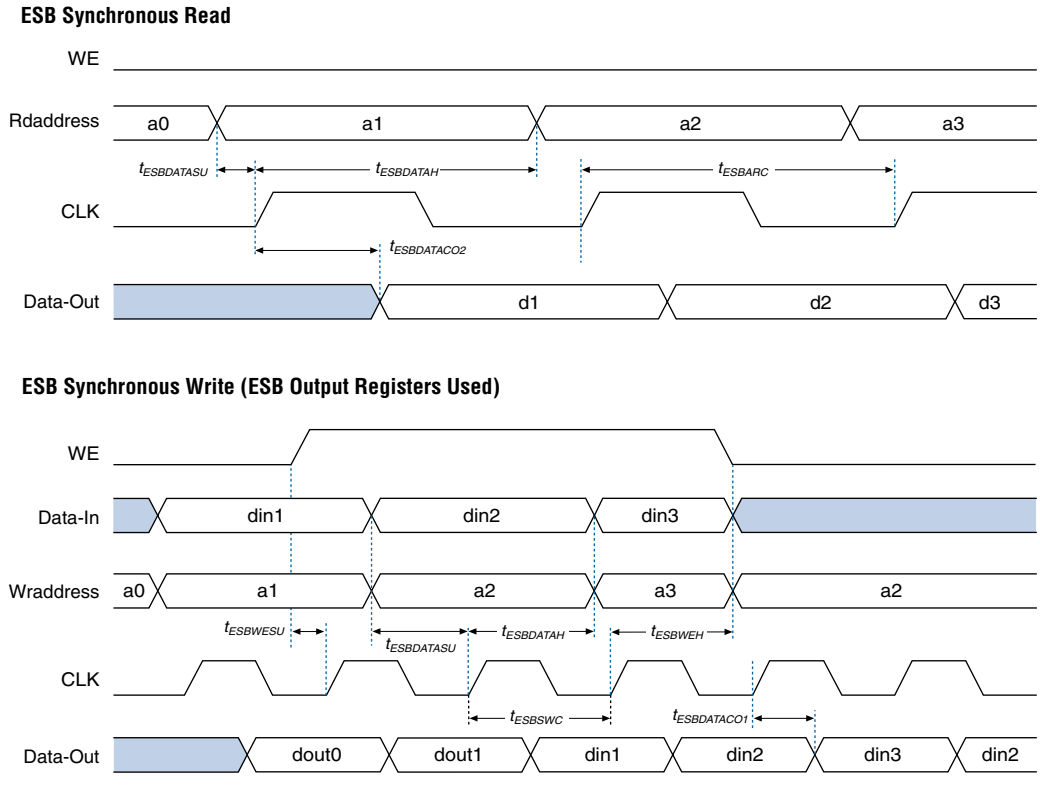 ESB Synchronous Read
WE
Rdaddress a0 a1 a2 a3
tESBDATASU tESBDATAH tESBARC
CLK
tESBDATACO2
Data-Out d1 d2 d3
ESB Synchronous Write (ESB Output Registers Used)
WE
Data-In din1 din2 din3
Wraddress a0 a1 a2 a3 a2
tESBWESU tESBDATASU tESBDATAH tESBWEH
CLK
tESBSWC tESBDATACO1
Data-Out dout0 dout1 din1 din2 din3 din2